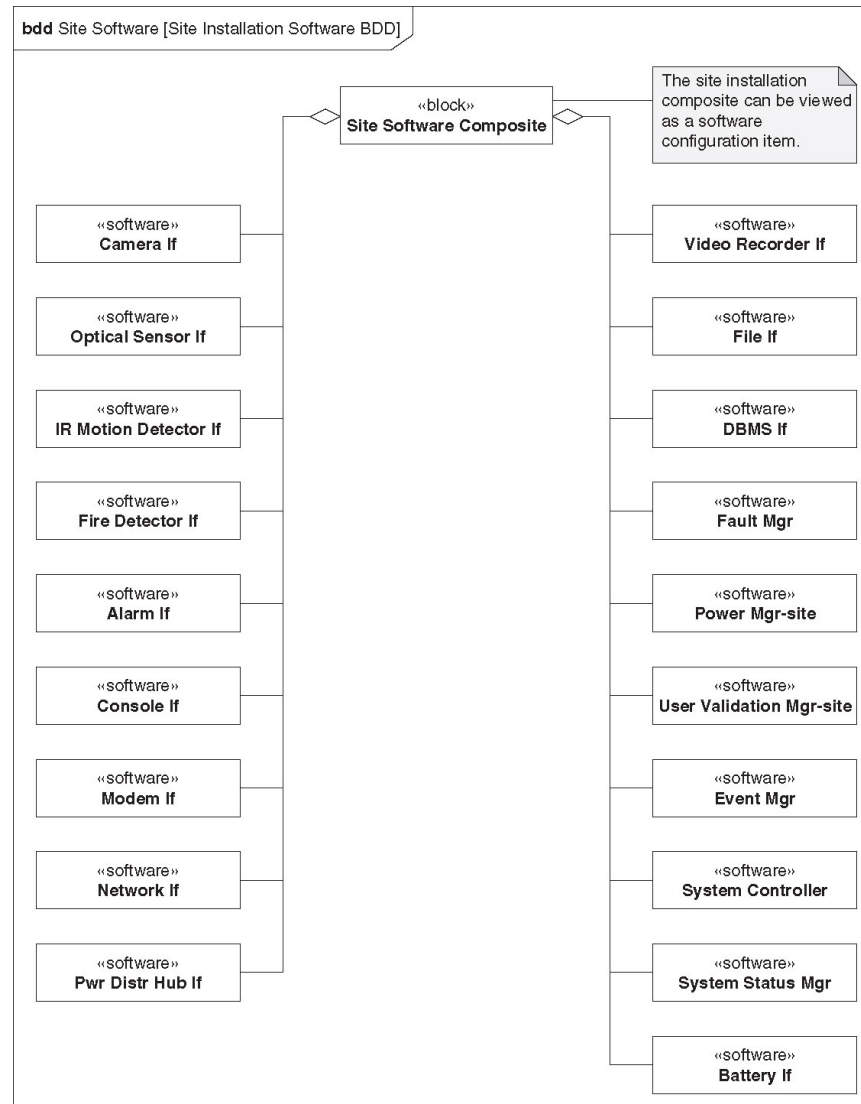 bdd Site Software [Site Installation Software BDD]
«block»
Site Software Composite
The site installation
composite can be viewed
as a software
configuration item.
«software»
Camera If
«software»
Optical Sensor If
«software»
IR Motion Detector If
«software»
Fire Detector If
«software»
Alarm If
«software»
Console If
«software»
Modem If
«software»
Network If
«software»
Pwr Distr Hub If
«software»
Video Recorder If
«software»
File If
«software»
DBMS If
«software»
Fault Mgr
«software»
Power Mgr-site
«software»
User Validation Mgr-site
«software»
Event Mgr
«software»
System Controller
«software»
System Status Mgr
«software»
Battery If